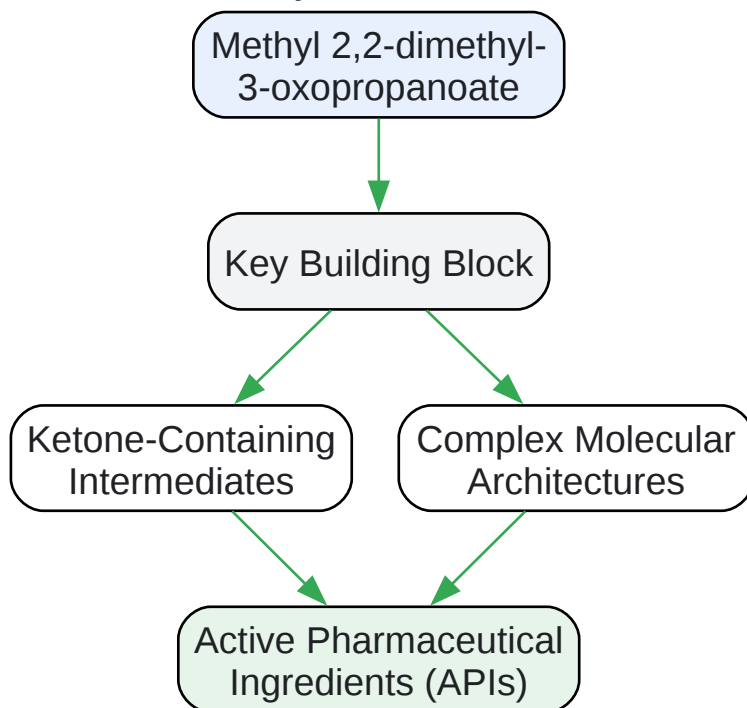 Methyl 2,2-dimethyl-
3-oxopropanoate
Key Building Block
Ketone-Containing
Intermediates
Complex Molecular
Architectures
Active Pharmaceutical
Ingredients (APIs)